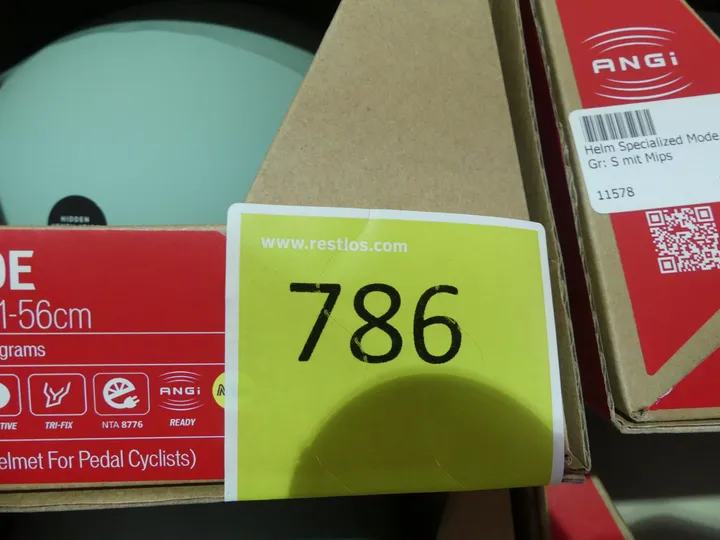 HIDDEN
DE
1-56cm
grams
TIVE
TRI-FIX
NTA 8776
ANGi
READY
elmet For Pedal Cyclists)
www.restlos.com
786
ANGi
Helm Specialized Mode
Gr: S mit Mips
11578